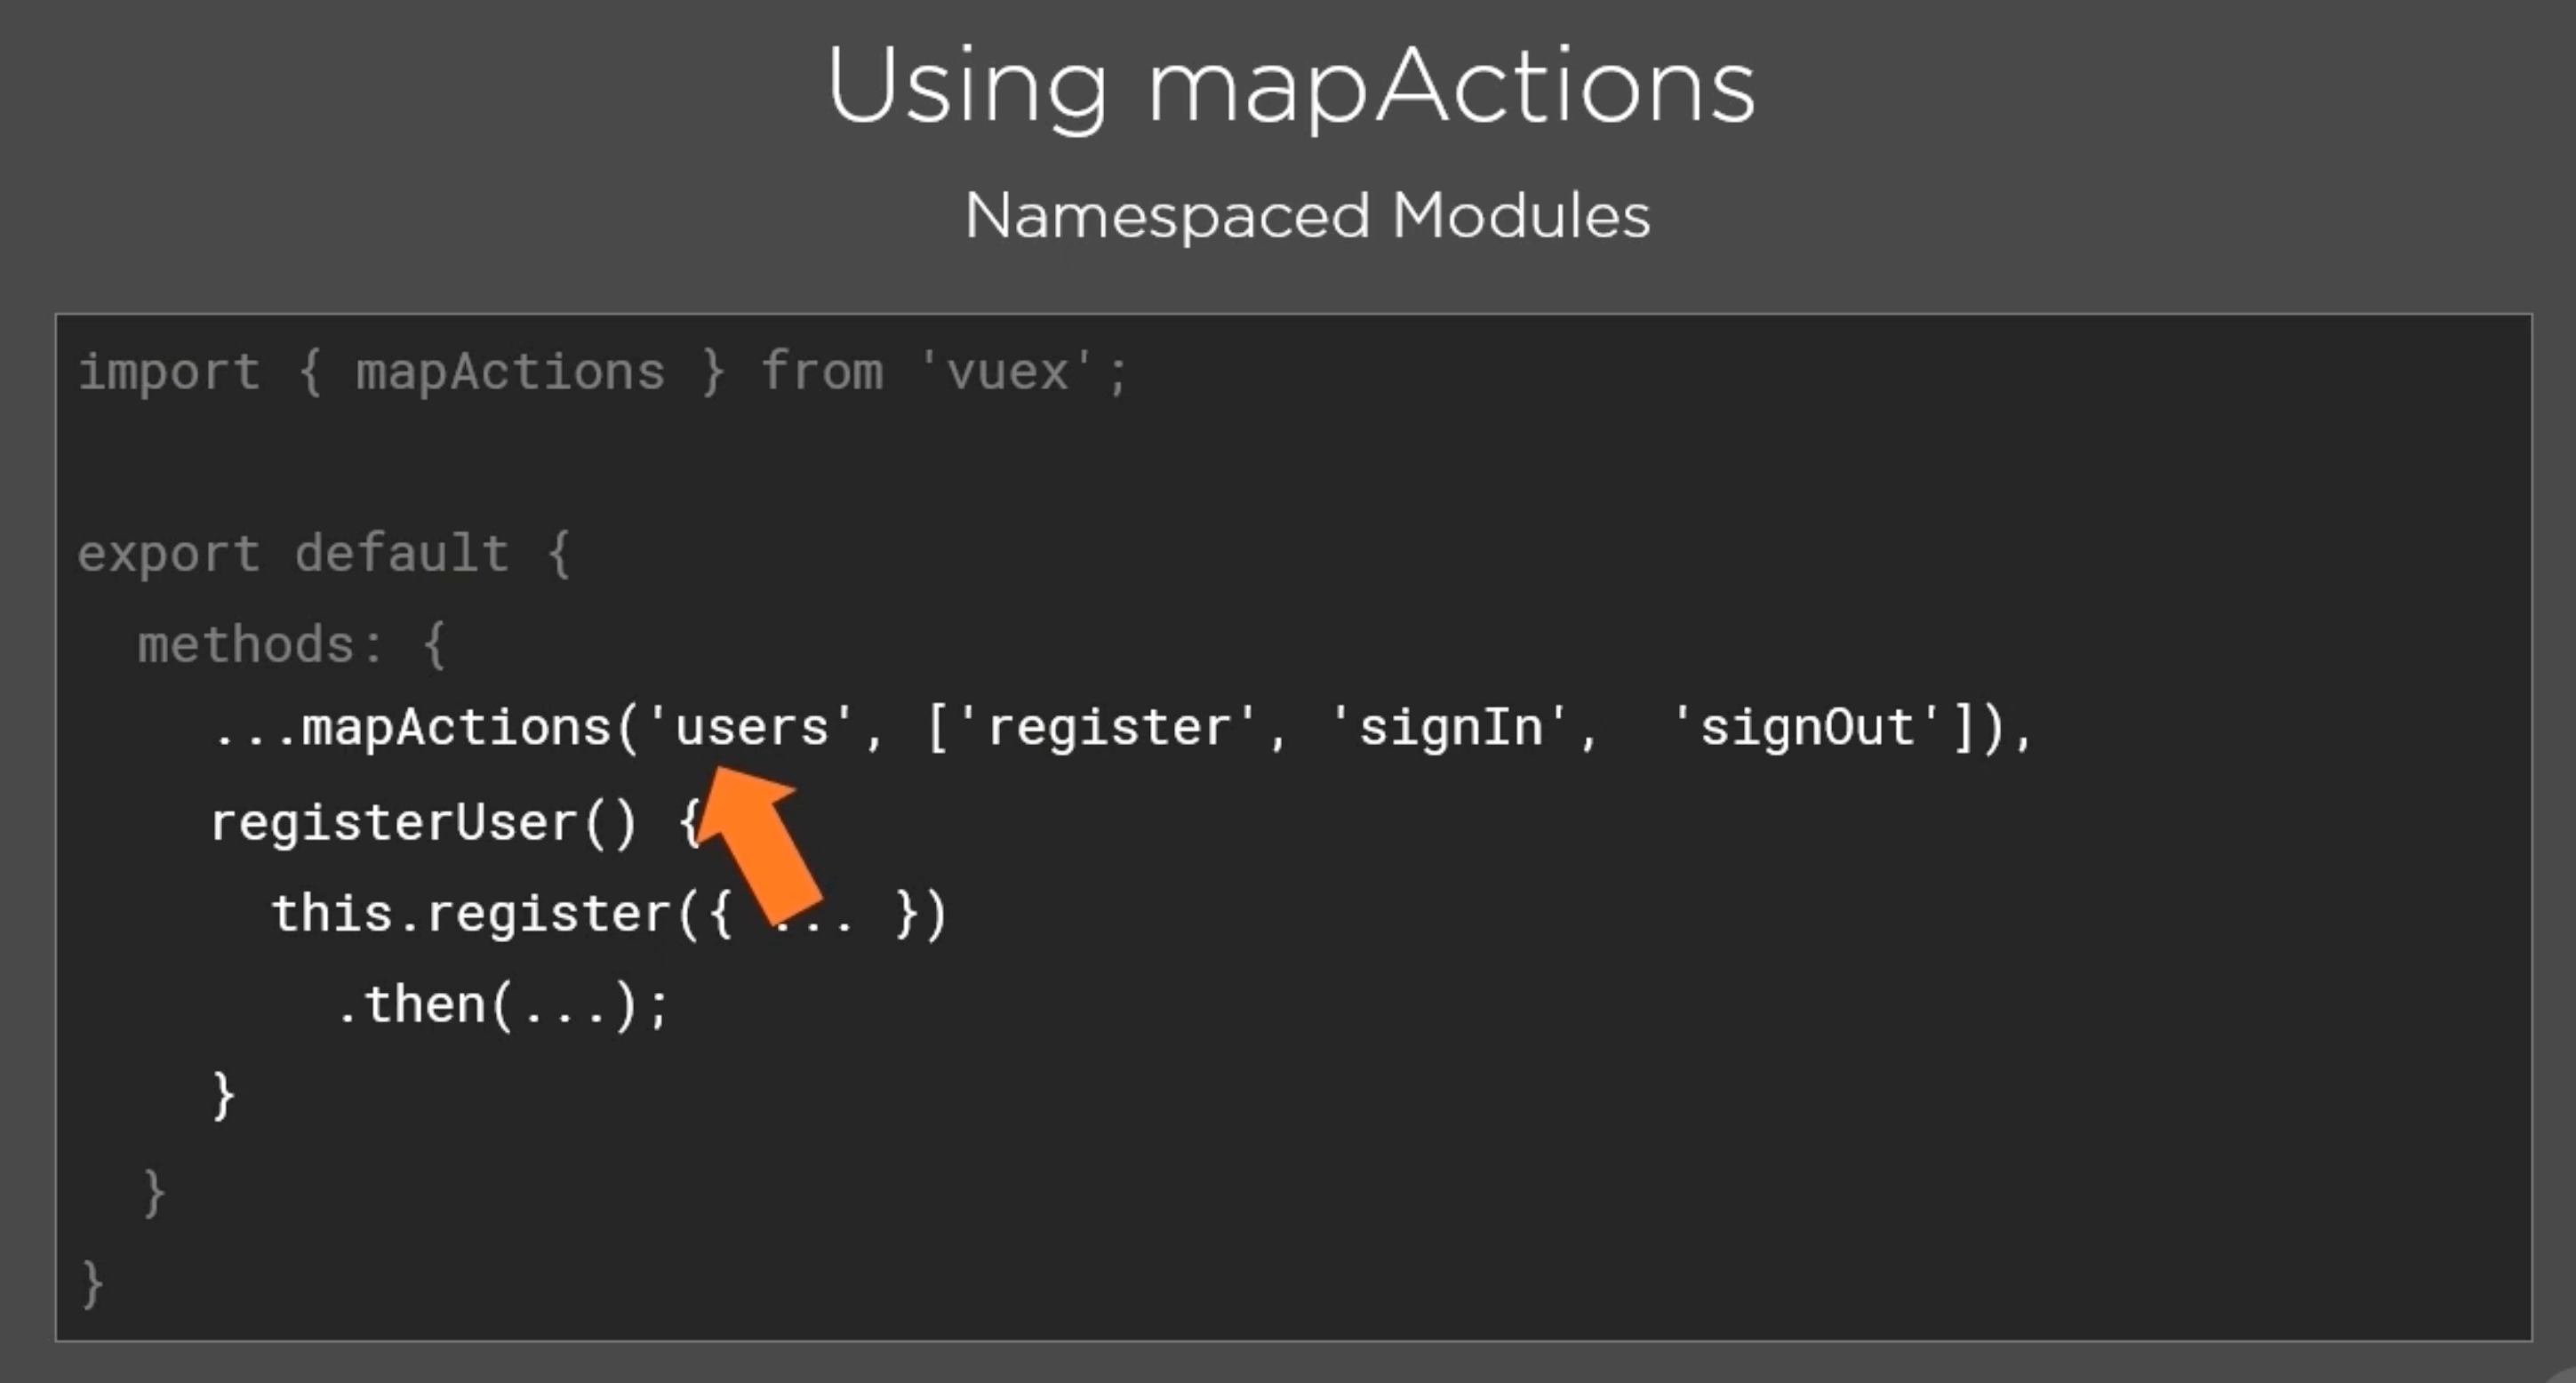 Using mapActions
Namespaced Modules
import { mapActions } from 'vuex';
export default {
methods: {
...mapActions('users', ['register', 'signIn', 'signOut']),
registerUser() {
this.register({ ... })
.then(...);
}
}
}